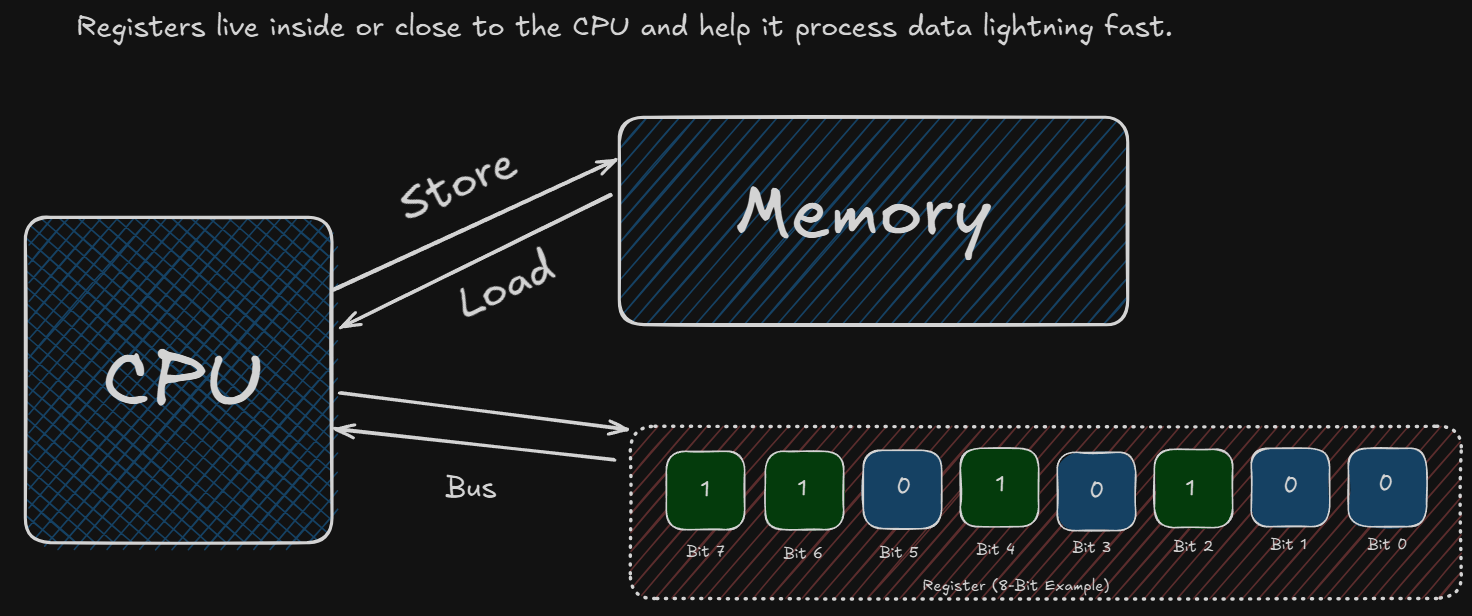 Registers live inside or close to the CPU and help it process data lightning fast.
Store
Memory
Load
CPU
Bus
1 1 0 1 0 1 0 0
Bit 7 Bit 6 Bit 5 Bit 4 Bit 3 Bit 2 Bit 1 Bit 0
Register (8-Bit Example)